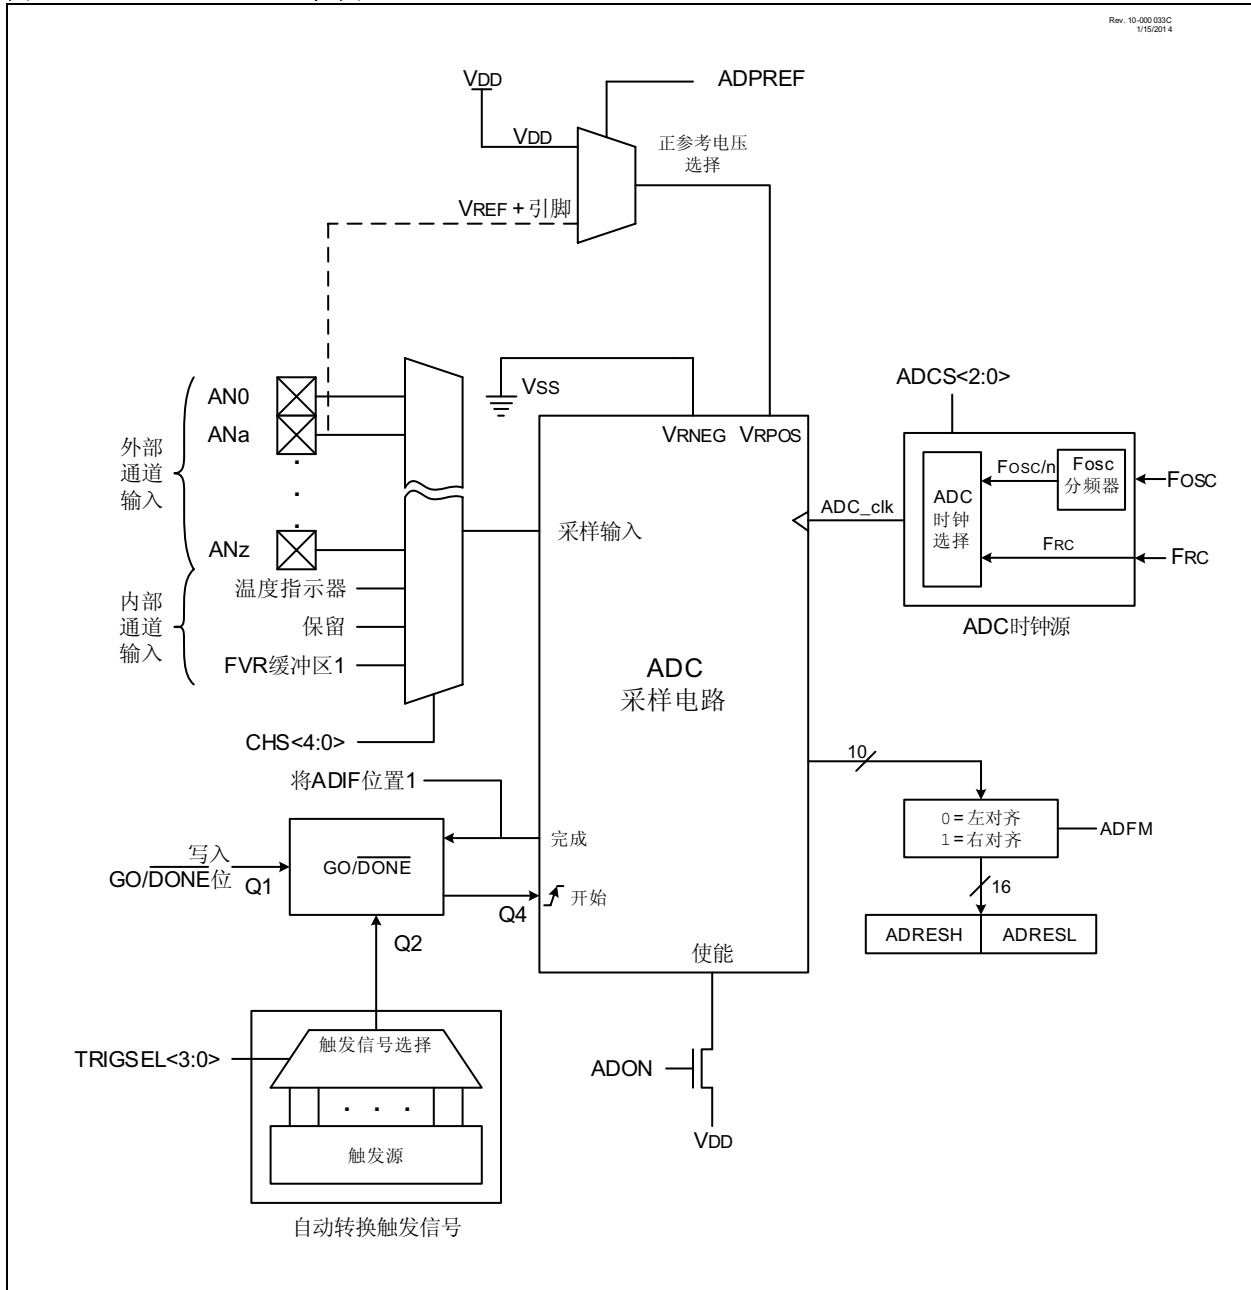 Rev. 10-000 033C
1/15/201 4
VDD
ADPREF
VDD
正参考电压
选择
VREF + 引脚
AN0
ANa
外部
通道
输入
ANz
温度指示器
内部
通道
输入
保留
FVR缓冲区1
CHS<4:0>
VSS
VRNEG VRPOS
采样输入
ADC_clk
ADC
采样电路
ADCS<2:0>
FOSC/n
Fosc
分频器
FOSC
ADC
时钟
选择
FRC
FRC
ADC时钟源
将ADIF位置1
完成
写入
GO/DONE位
Q1
GO/DONE
Q4
开始
Q2
使能
10
0=左对齐
1=右对齐
ADFM
16
ADRESH
ADRESL
TRIGSEL<3:0>
触发信号选择
. . .
触发源
自动转换触发信号
ADON
VDD